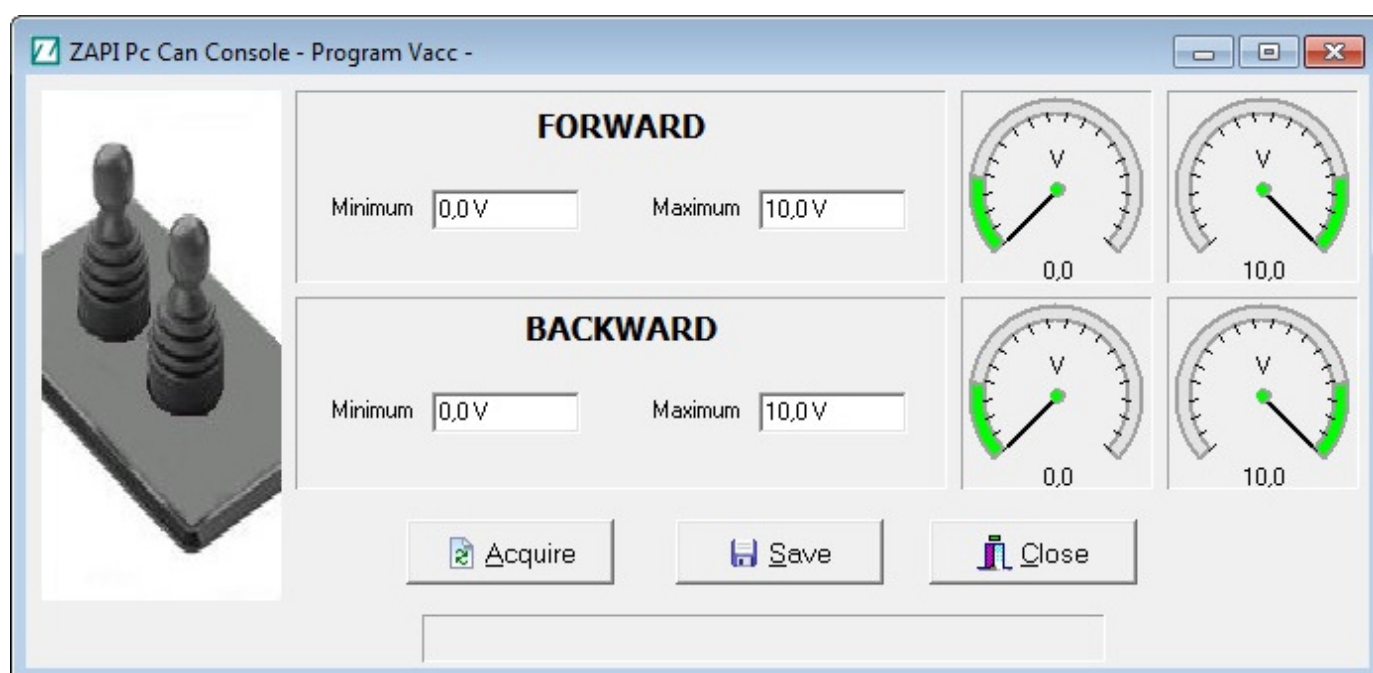 ZAPI Pc Can Console - Program Vacc -
FORWARD
Minimum 0,0 V Maximum 10,0 V
V
0,0
V
10,0
BACKWARD
Minimum 0,0 V Maximum 10,0 V
V
0,0
V
10,0
Acquire Save Close